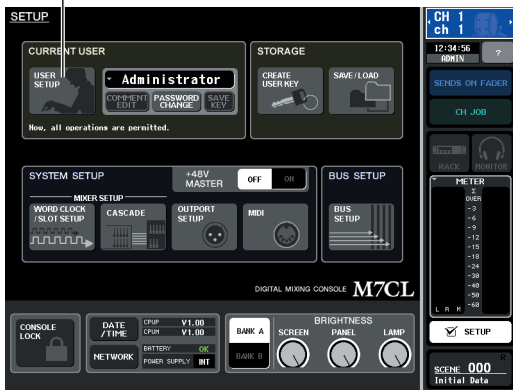 SETUP
CURRENT USER
USER
SETUP
Administrator
COMMENT
EDIT
PASSWORD
CHANGE
SAVE
KEY
Now, all operations are permitted.
STORAGE
CREATE
USER KEY
SAVE/LOAD
SYSTEM SETUP
+48V
MASTER
OFF
ON
MIXER SETUP
WORD CLOCK
/SLOT SETUP
CASCADE
OUTPORT
SETUP
MIDI
BUS SETUP
BUS
SETUP
DIGITAL MIXING CONSOLE M7CL
CONSOLE
LOCK
DATE
/TIME
CPUP V1.00
CPUM V1.00
NETWORK
BATTERY OK
POWER SUPPLY INT
BANK A
BANK B
BRIGHTNESS
SCREEN
PANEL
LAMP
CH 1
ch 1
12:34:56
ADMIN
?
SENDS ON FADER
CH JOB
RACK
MONITOR
METER
Σ
OVER
-3
-6
-9
-12
-15
-18
-24
-30
-40
-50
-60
L R M
SETUP
R
SCENE 000
Initial Data